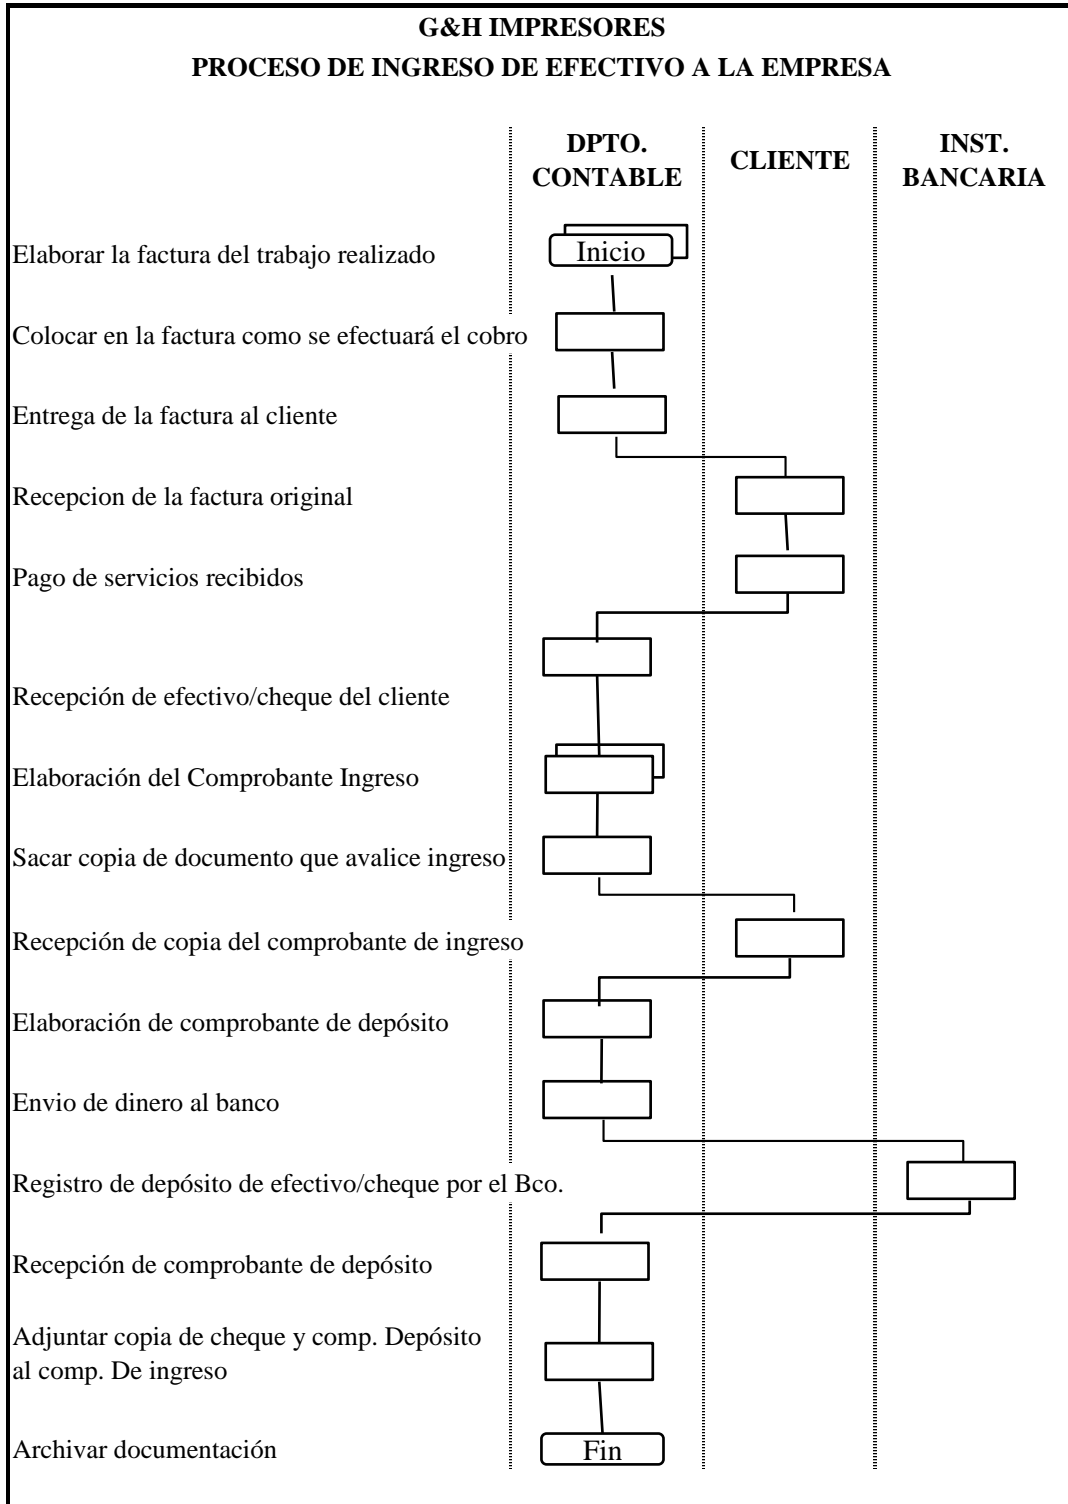 G&H IMPRESORES
PROCESO DE INGRESO DE EFECTIVO A LA EMPRESA
DPTO.
CONTABLE
CLIENTE
INST.
BANCARIA
Elaborar la factura del trabajo realizado
Inicio
Colocar en la factura como se efectuará el cobro
Entrega de la factura al cliente
Recepcion de la factura original
Pago de servicios recibidos
Recepción de efectivo/cheque del cliente
Elaboración del Comprobante Ingreso
Sacar copia de documento que avalice ingreso
Recepción de copia del comprobante de ingreso
Elaboración de comprobante de depósito
Envio de dinero al banco
Registro de depósito de efectivo/cheque por el Bco.
Recepción de comprobante de depósito
Adjuntar copia de cheque y comp. Depósito
al comp. De ingreso
Archivar documentación
Fin